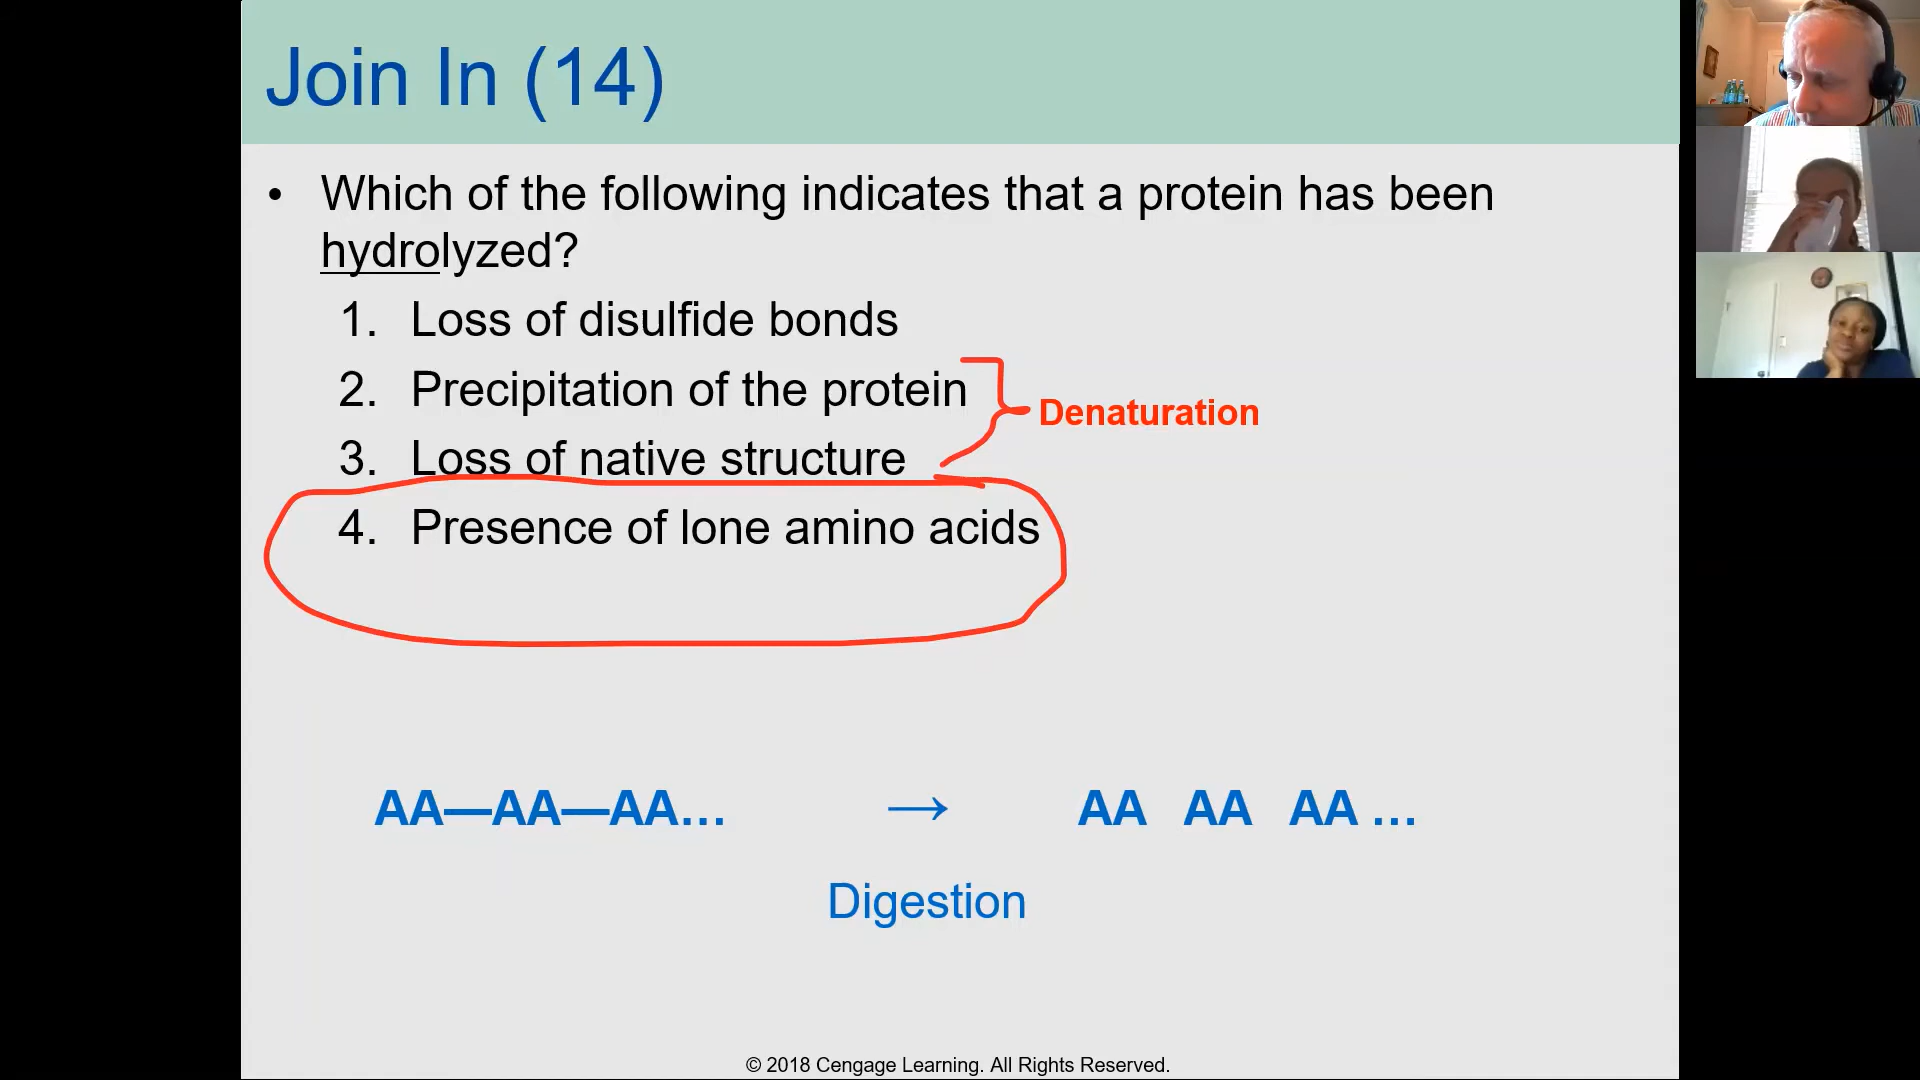 Join In (14)
• Which of the following indicates that a protein has been
hydrolyzed?
1. Loss of disulfide bonds
2. Precipitation of the protein
3. Loss of native structure
Denaturation
4. Presence of lone amino acids
AA—AA—AA... → AA AA AA ...
Digestion
© 2018 Cengage Learning. All Rights Reserved.